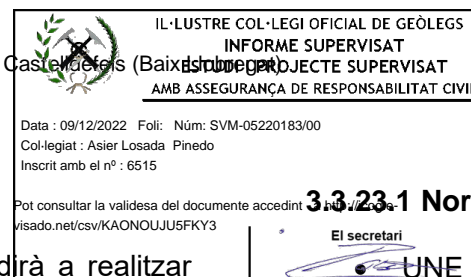 IL·LUSTRE COL·LEGI OFICIAL DE GEÒLEGS
INFORME SUPERVISAT
Castelldefels (Baix Llobregat).
ESTUDI O PROJECTE SUPERVISAT
AMB ASSEGURANÇA DE RESPONSABILITAT CIVIL
Data : 09/12/2022 Foli: Núm: SVM-05220183/00
Col·legiat : Asier Losada Pinedo
Inscrit amb el nº : 6515
Pot consultar la validesa del documente accedint a http://icog.e-
3.3.23.1 Nor
visado.net/csv/KAONOUJU5FKY3
El secretari
dirà a realitzar
UNE